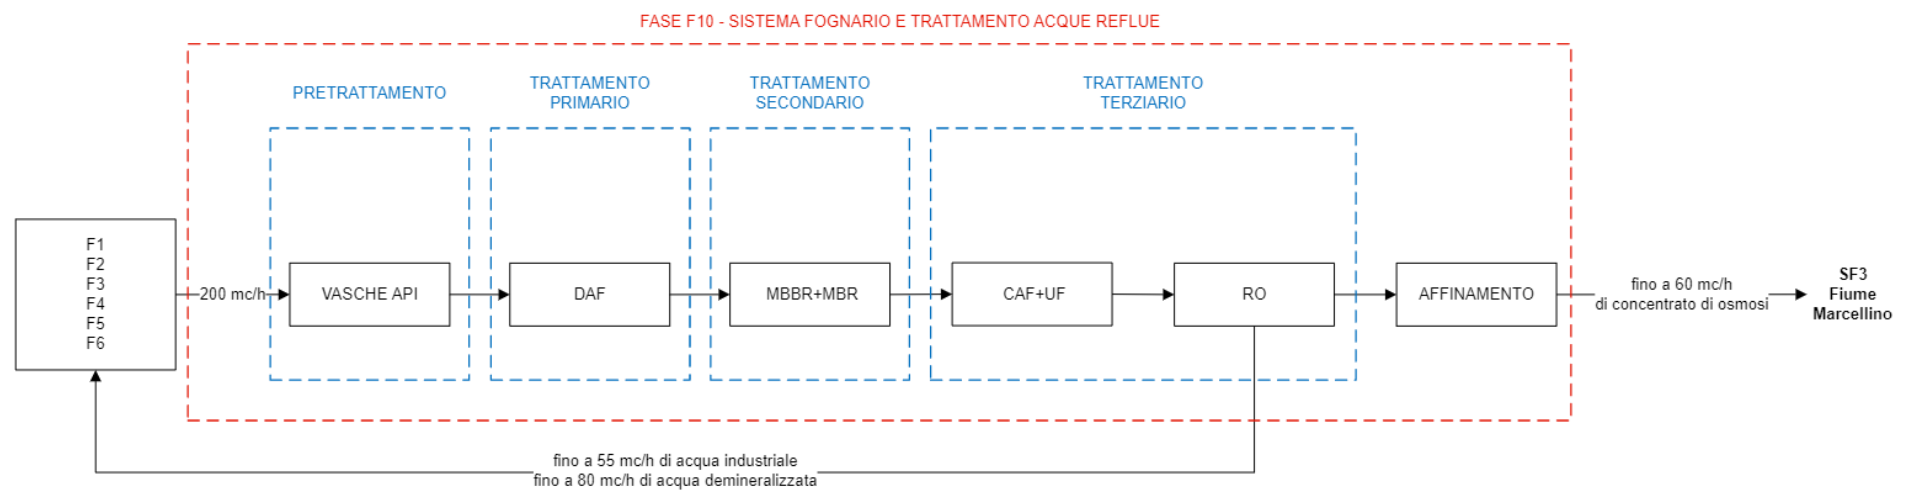 FASE F10 - SISTEMA FOGNARIO E TRATTAMENTO ACQUE REFLUE
PRETRATTAMENTO
TRATTAMENTO
PRIMARIO
TRATTAMENTO
SECONDARIO
TRATTAMENTO
TERZIARIO
F1
F2
F3
F4
F5
F6
200 mc/h
VASCHE API
DAF
MBBR+MBR
CAF+UF
RO
AFFINAMENTO
fino a 60 mc/h
di concentrato di osmosi
SF3
Fiume
Marcellino
fino a 55 mc/h di acqua industriale
fino a 80 mc/h di acqua demineralizzata